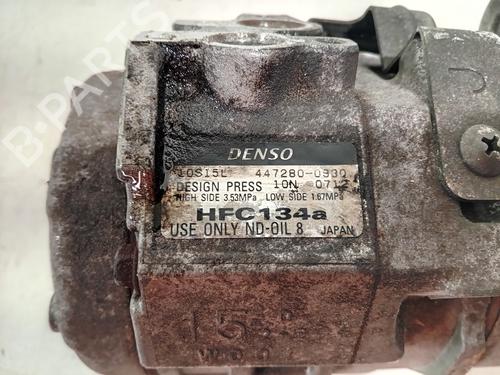 DENSO
10S15L 447280-0930
DESIGN PRESS 10N 0712
HIGH SIDE 3.53MPa LOW SIDE 1.67MPa
HFC134a
USE ONLY ND-OIL 8 JAPAN
B-PARTS